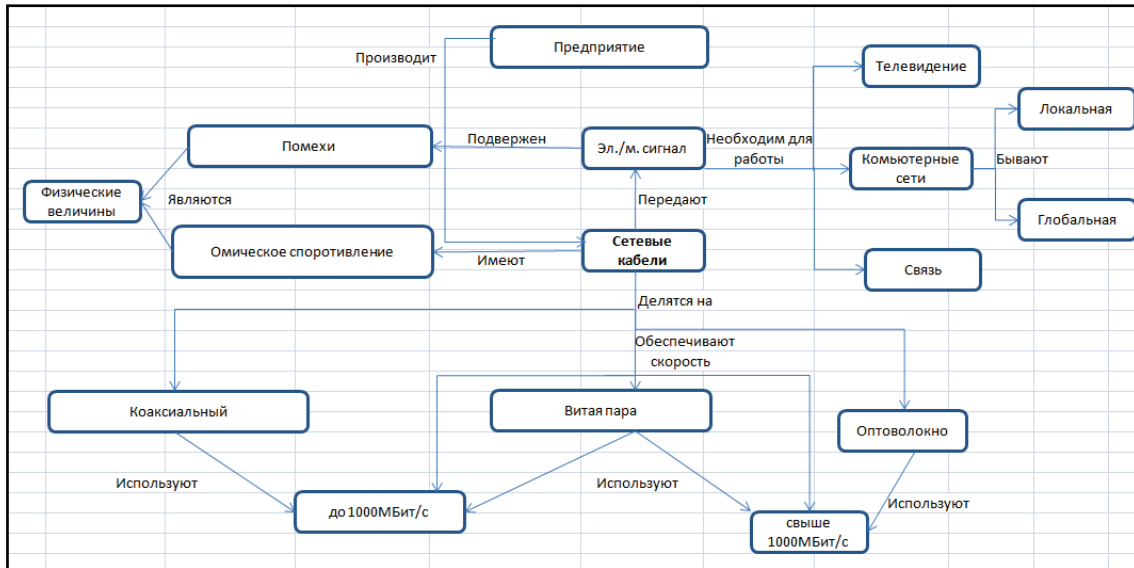 Предприятие
Производит
Телевидение
Локальная
Помехи
Подвержен
Эл./м. сигнал
Необходим для
работы
Комьютерные
сети
Бывают
Физические
величины
Являются
Передают
Глобальная
Омическое споротивление
Имеют
Сетевые
кабели
Связь
Делятся на
Обеспечивают
скорость
Коаксиальный
Витая пара
Оптоволокно
Используют
Используют
Используют
до 1000МБит/с
свыше
1000МБит/с